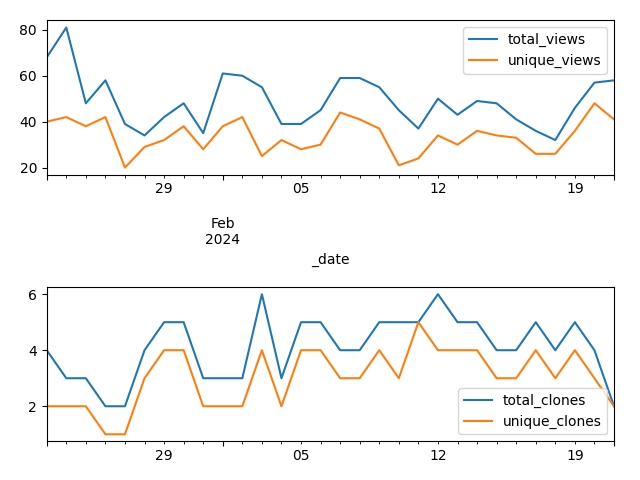 80
60
40
20
total_views
unique_views
29
05
12
19
Feb
2024
_date
6
4
2
total_clones
unique_clones
29
05
12
19